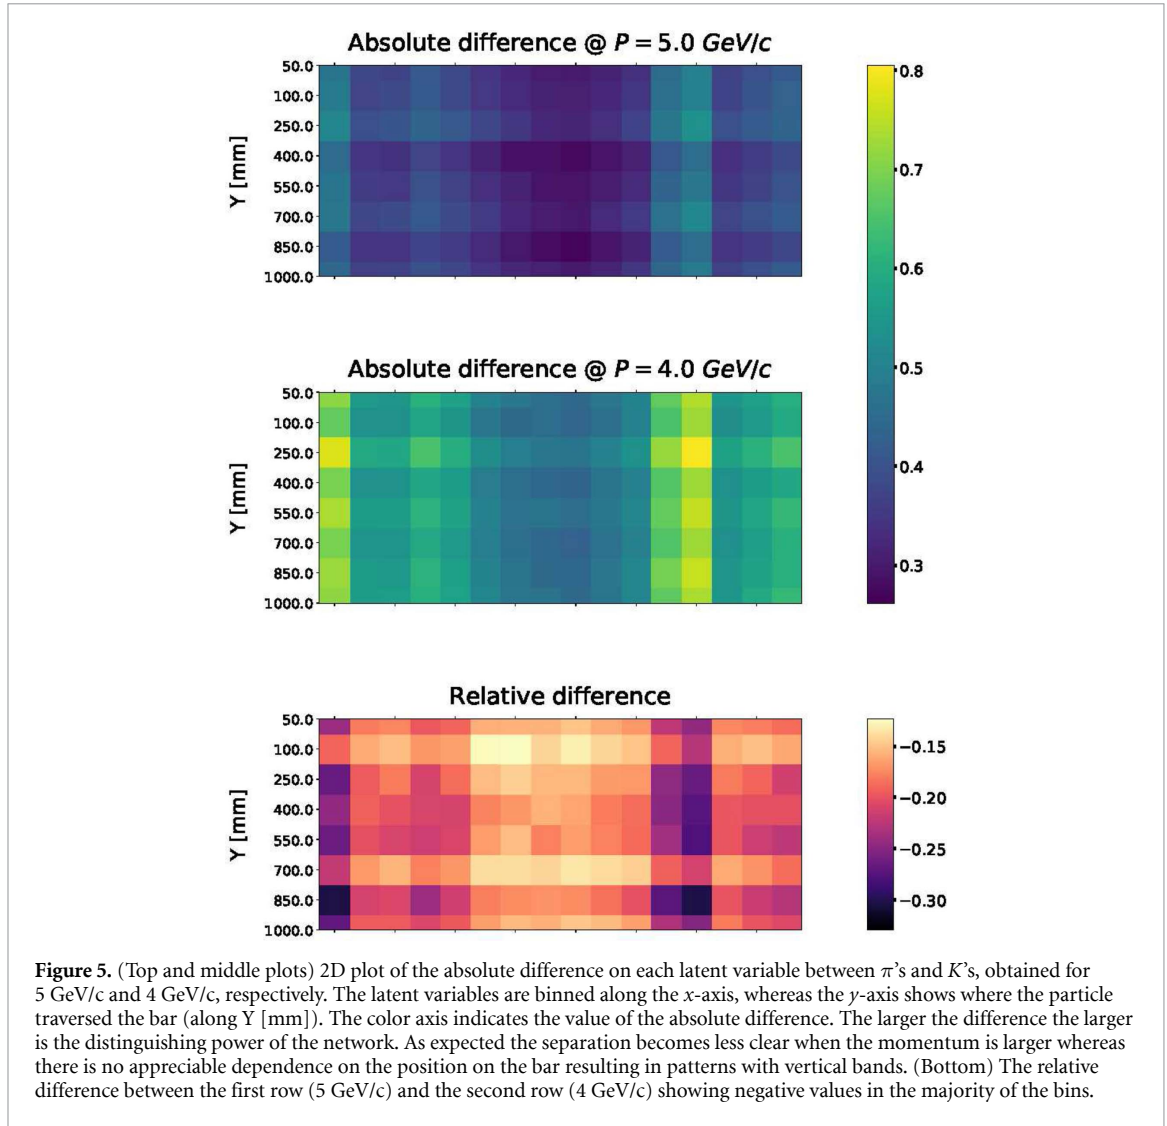 Absolute difference @ P = 5.0 GeV/c
50.0
100.0
250.0
400.0
550.0
700.0
850.0
1000.0
Y [mm]
0.8
0.7
0.6
0.5
0.4
0.3
Absolute difference @ P = 4.0 GeV/c
50.0
100.0
250.0
400.0
550.0
700.0
850.0
1000.0
Y [mm]
Relative difference
50.0
100.0
250.0
400.0
550.0
700.0
850.0
1000.0
Y [mm]
−0.15
−0.20
−0.25
−0.30
Figure 5. (Top and middle plots) 2D plot of the absolute difference on each latent variable between π's and K's, obtained for
5 GeV/c and 4 GeV/c, respectively. The latent variables are binned along the x-axis, whereas the y-axis shows where the particle
traversed the bar (along Y [mm]). The color axis indicates the value of the absolute difference. The larger the difference the larger
is the distinguishing power of the network. As expected the separation becomes less clear when the momentum is larger whereas
there is no appreciable dependence on the position on the bar resulting in patterns with vertical bands. (Bottom) The relative
difference between the first row (5 GeV/c) and the second row (4 GeV/c) showing negative values in the majority of the bins.